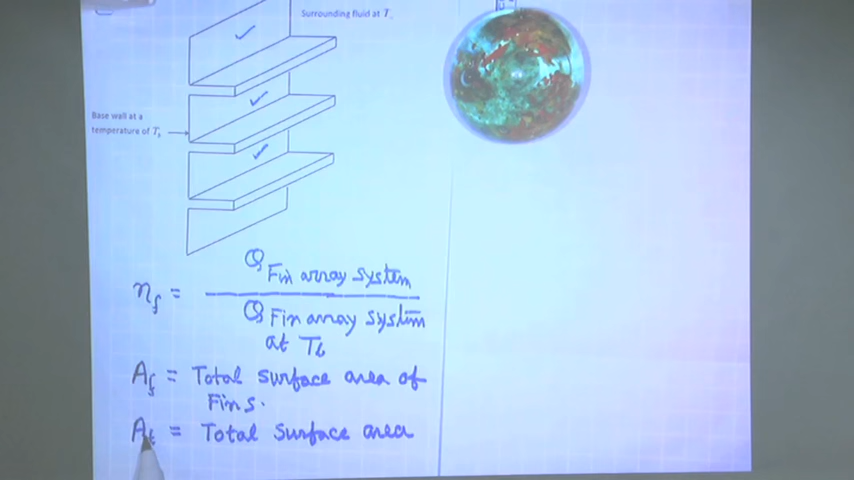 Surrounding fluid at T
Base wall at a
temperature of Tb
ηf = Q Fin array system
Q Fin array system
at Tb
Af = Total surface area of
Fins.
At = Total surface area